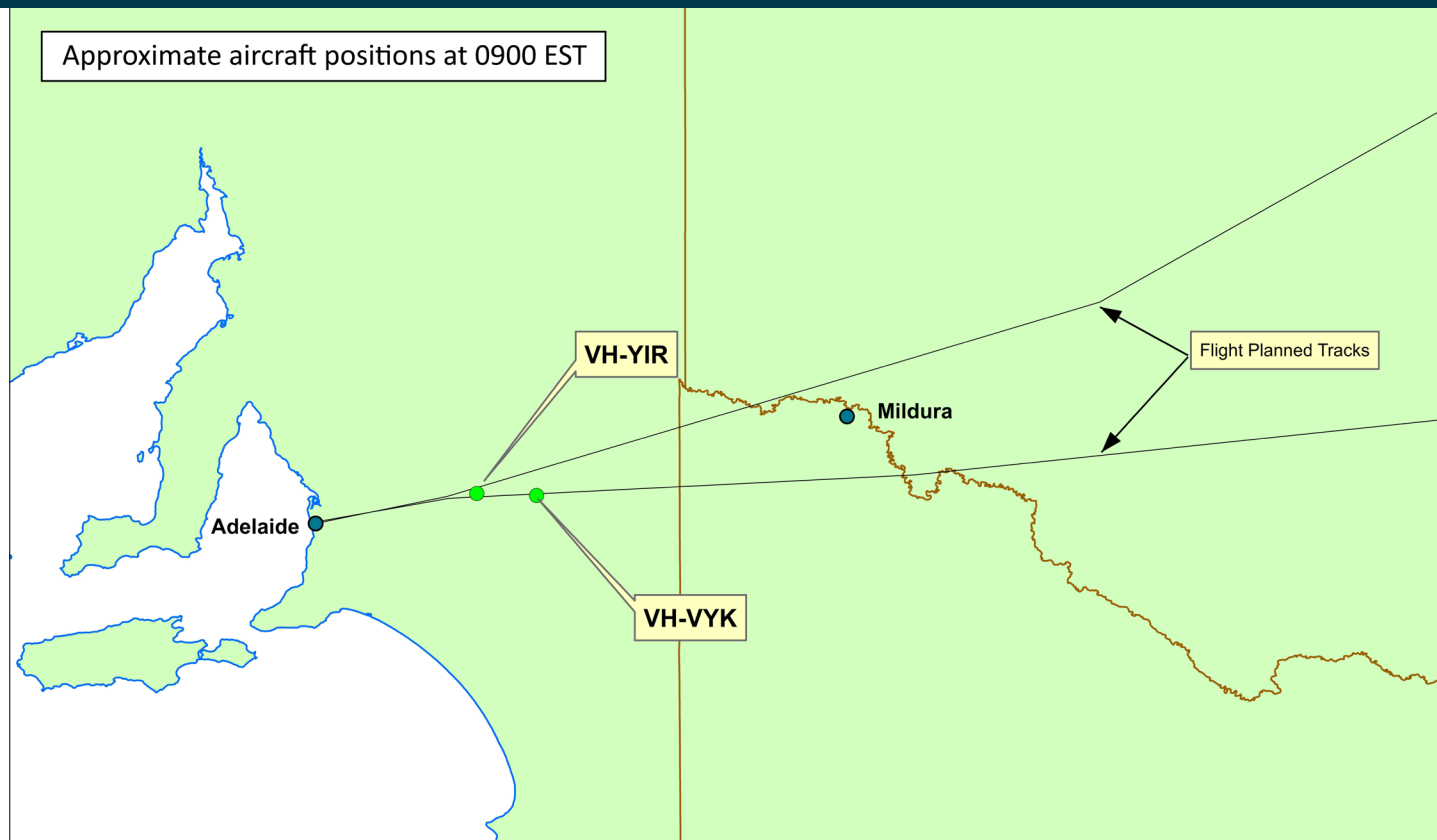 Approximate aircraft positions at 0900 EST
VH-YIR
Flight Planned Tracks
Mildura
Adelaide
VH-VYK